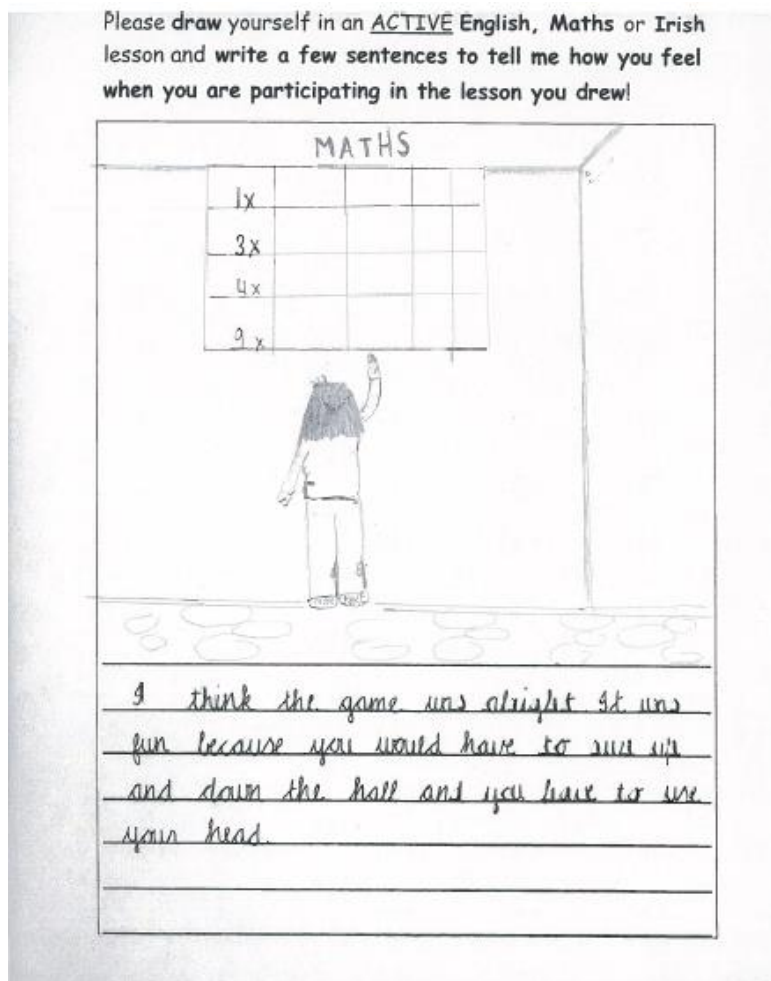 Please draw yourself in an ACTIVE English, Maths or Irish
lesson and write a few sentences to tell me how you feel
when you are participating in the lesson you drew!
MATHS
1x
3x
4x
9x
I think the game was alright. It was
fun because you would have to run up
and down the hall and you have to use
your head.